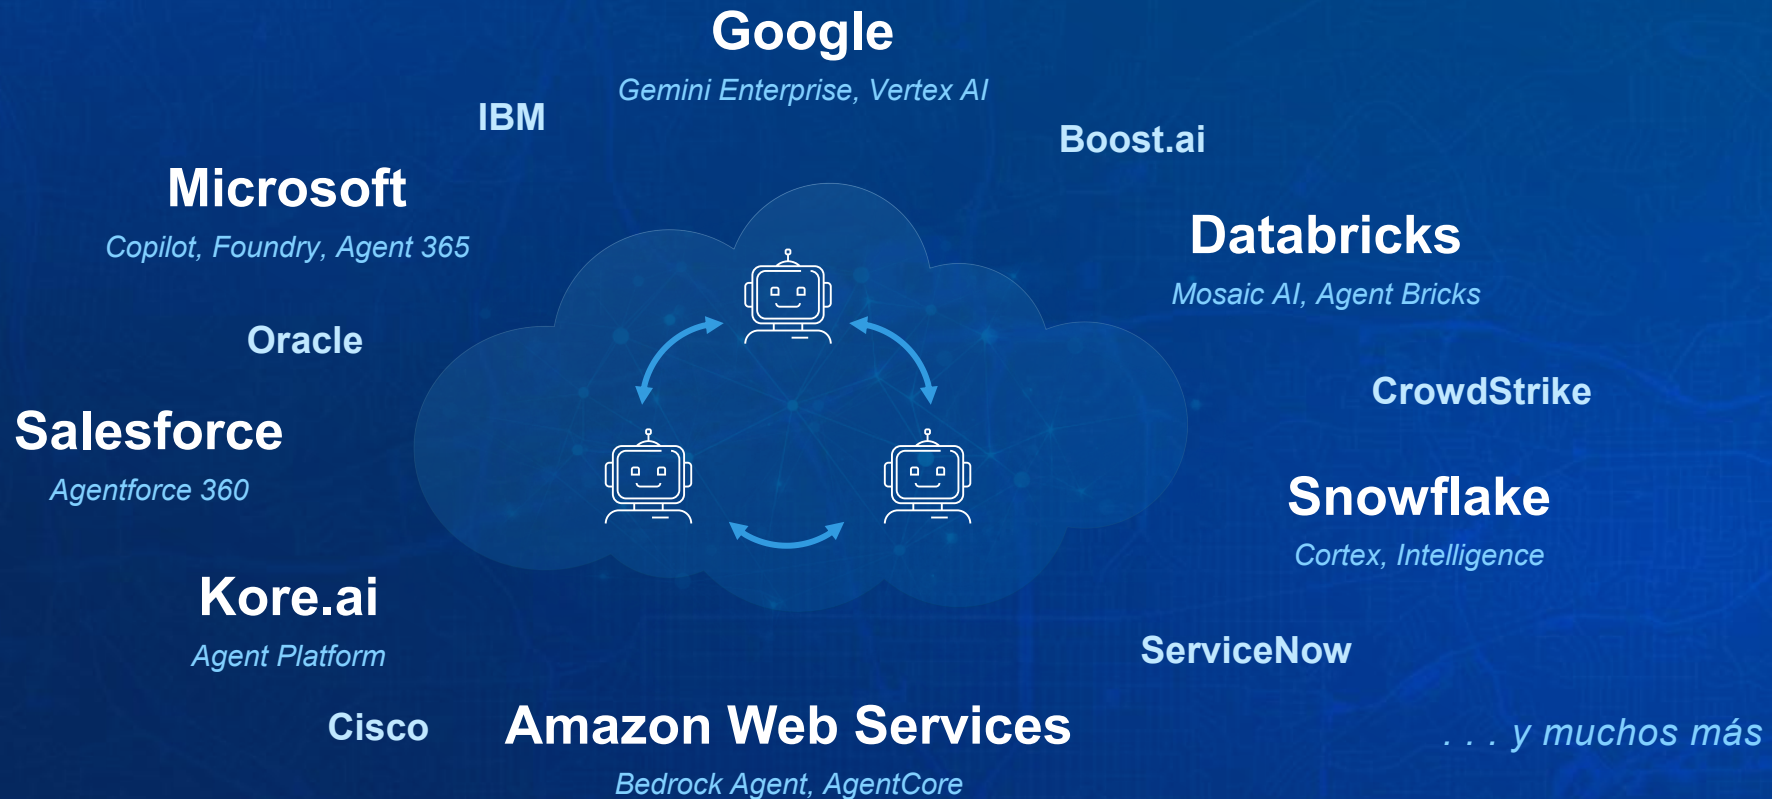 Google
Gemini Enterprise, Vertex AI
IBM
Boost.ai
Microsoft
Copilot, Foundry, Agent 365
Databricks
Mosaic AI, Agent Bricks
Oracle
CrowdStrike
Salesforce
Agentforce 360
Snowflake
Cortex, Intelligence
Kore.ai
Agent Platform
ServiceNow
Cisco
Amazon Web Services
Bedrock Agent, AgentCore
. . . y muchos más